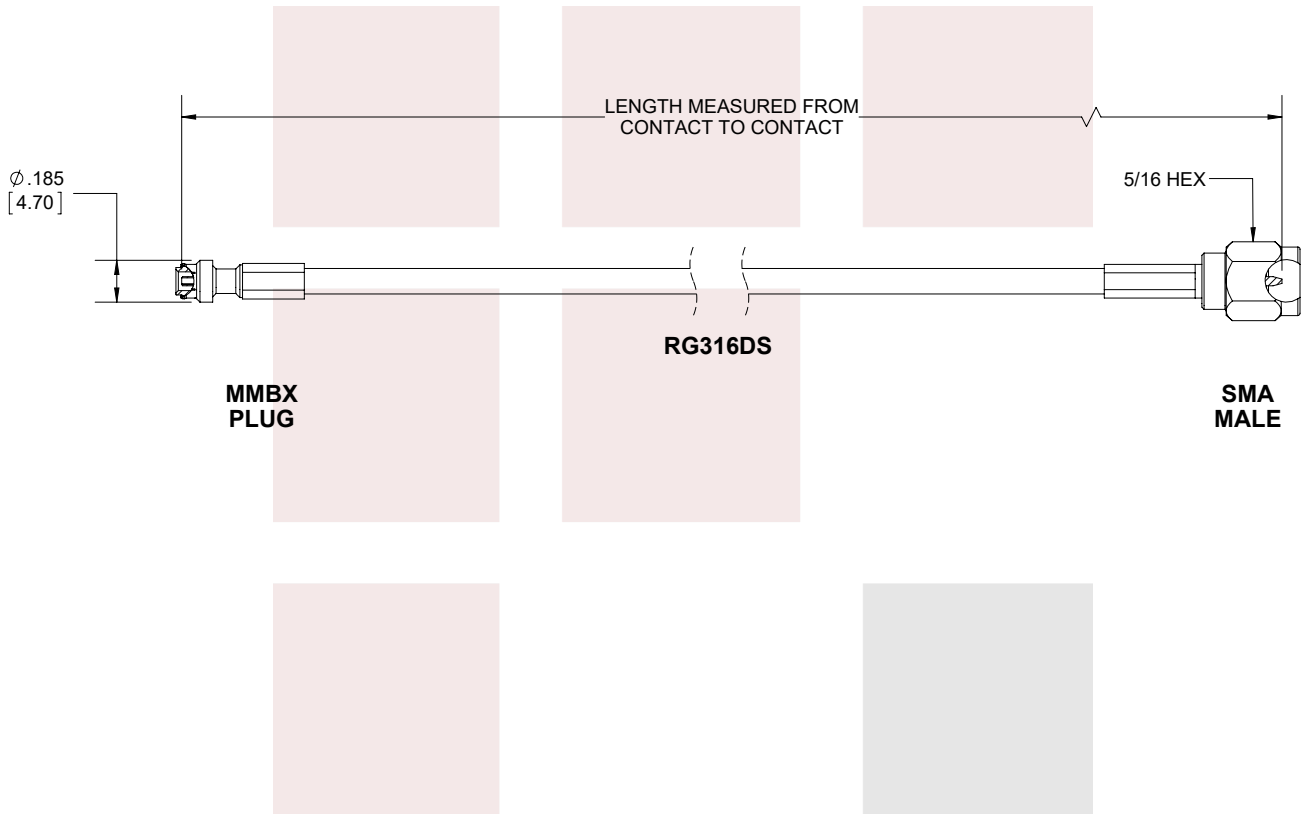 LENGTH MEASURED FROM
CONTACT TO CONTACT
∅.185
[4.70]
5/16 HEX
RG316DS
MMBX
PLUG
SMA
MALE